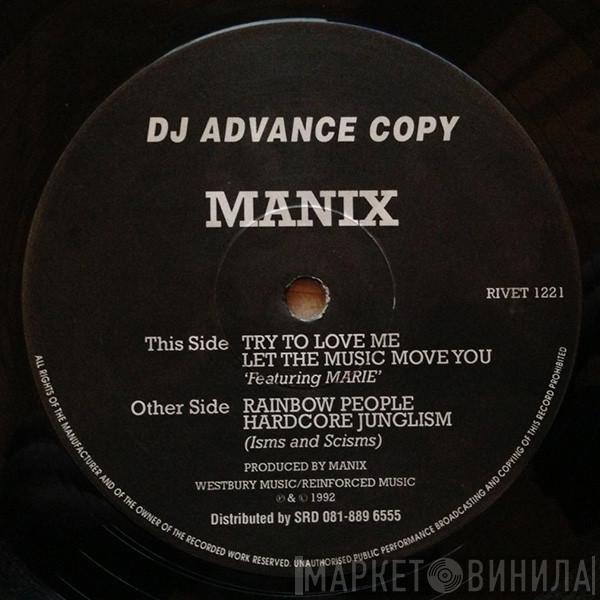 DJ ADVANCE COPY
MANIX
RIVET 1221
This Side TRY TO LOVE ME
LET THE MUSIC MOVE YOU
'Featuring MARIE'
Other Side RAINBOW PEOPLE
HARDCORE JUNGLISM
(Isms and Scisms)
PRODUCED BY MANIX
WESTBURY MUSIC/REINFORCED MUSIC
℗ & © 1992
Distributed by SRD 081-889 6555
ALL RIGHTS OF THE MANUFACTURER AND OF THE OWNER OF THE RECORDED WORK RESERVED. UNAUTHORISED PUBLIC PERFORMANCE BROADCASTING AND COPYING OF THIS RECORD PROHIBITED
МАРКЕТ ВИНИЛА